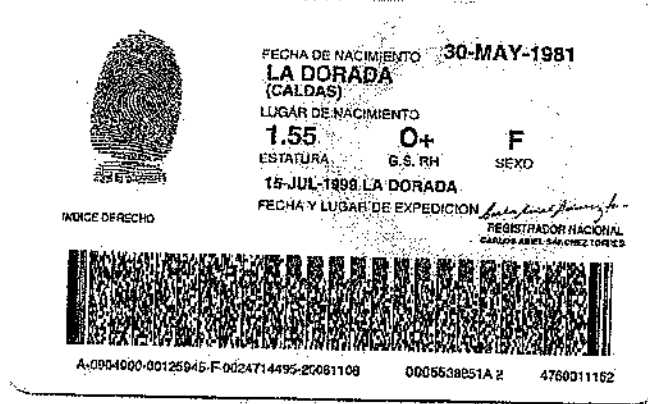 FECHA DE NACIMIENTO 30-MAY-1981
LA DORADA
(CALDAS)
LUGAR DE NACIMIENTO
1.55 O+ F
ESTATURA G.S. RH SEXO
15-JUL-1999 LA DORADA
FECHA Y LUGAR DE EXPEDICION
INDICE DERECHO
REGISTRADOR NACIONAL
CARLOS ARIEL SÁNCHEZ TORRES
A-0904000-00125945-F-0024714495-20081108 0005538851A 2 4760011152